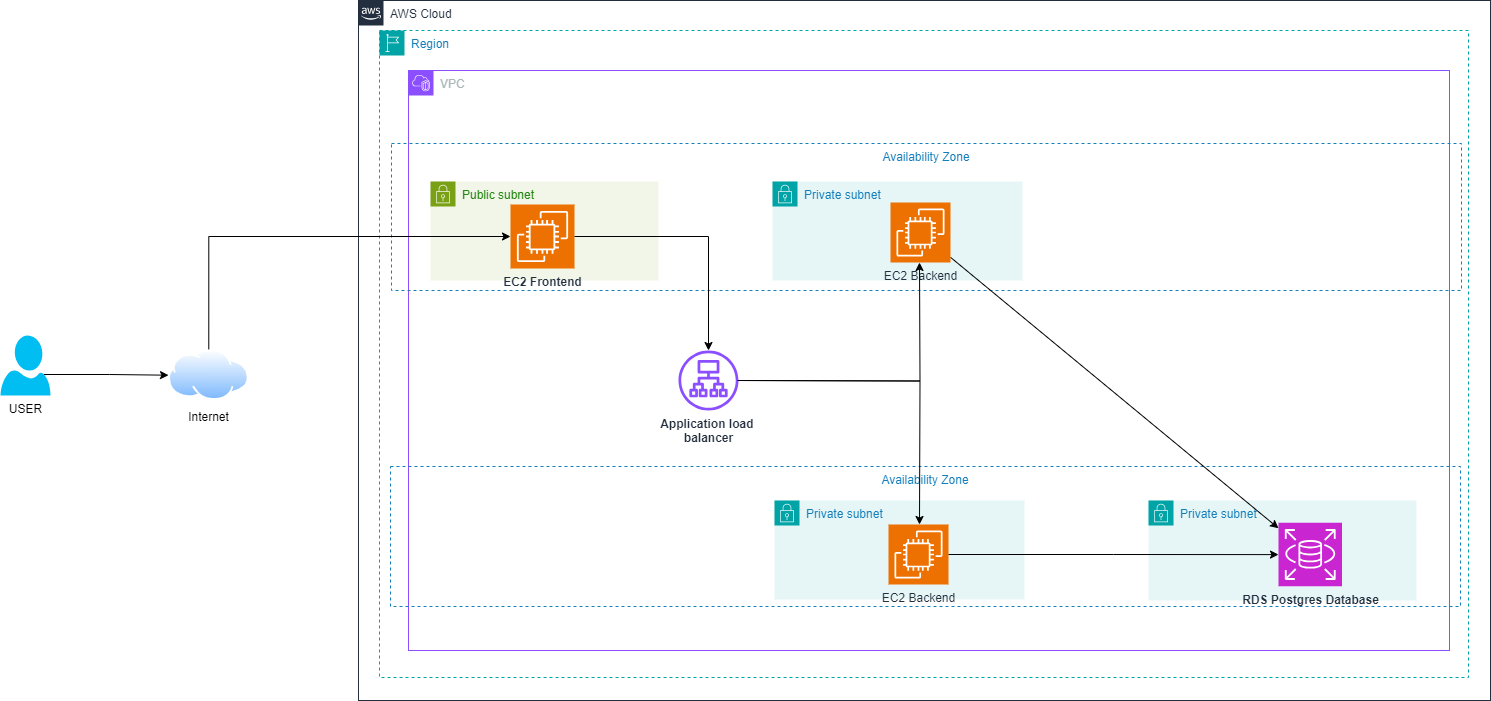 aws
AWS Cloud
Region
VPC
Availability Zone
Public subnet
Private subnet
EC2 Frontend
EC2 Backend
USER
Internet
Application load
balancer
Availability Zone
Private subnet
Private subnet
EC2 Backend
RDS Postgres Database